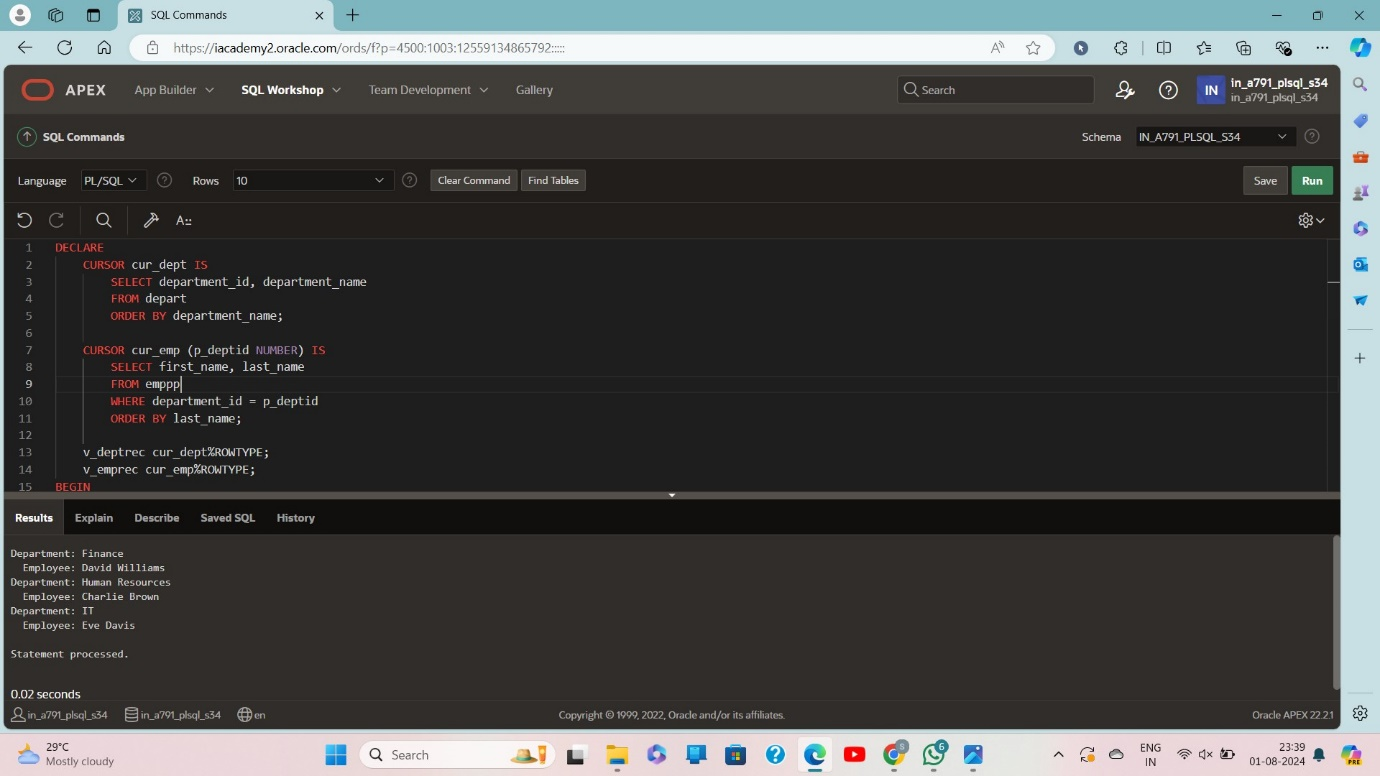 SQL Commands
https://iacademy2.oracle.com/ords/f?p=4500:1003:12559134865792:::::
APEX App Builder SQL Workshop Team Development Gallery Search IN in_a791_plsql_s34
in_a791_plsql_s34
SQL Commands Schema IN_A791_PLSQL_S34
Language PL/SQL Rows 10 Clear Command Find Tables Save Run
1 DECLARE
2 CURSOR cur_dept IS
3 SELECT department_id, department_name
4 FROM depart
5 ORDER BY department_name;
6
7 CURSOR cur_emp (p_deptid NUMBER) IS
8 SELECT first_name, last_name
9 FROM emppp
10 WHERE department_id = p_deptid
11 ORDER BY last_name;
12
13 v_deptrec cur_dept%ROWTYPE;
14 v_emprec cur_emp%ROWTYPE;
15 BEGIN
Results Explain Describe Saved SQL History
Department: Finance
Employee: David Williams
Department: Human Resources
Employee: Charlie Brown
Department: IT
Employee: Eve Davis
Statement processed.
0.02 seconds
in_a791_plsql_s34 in_a791_plsql_s34 en Copyright © 1999, 2022, Oracle and/or its affiliates. Oracle APEX 22.2.1
29°C
Mostly cloudy
Search
S
6
ENG
IN
23:39
01-08-2024
PRE